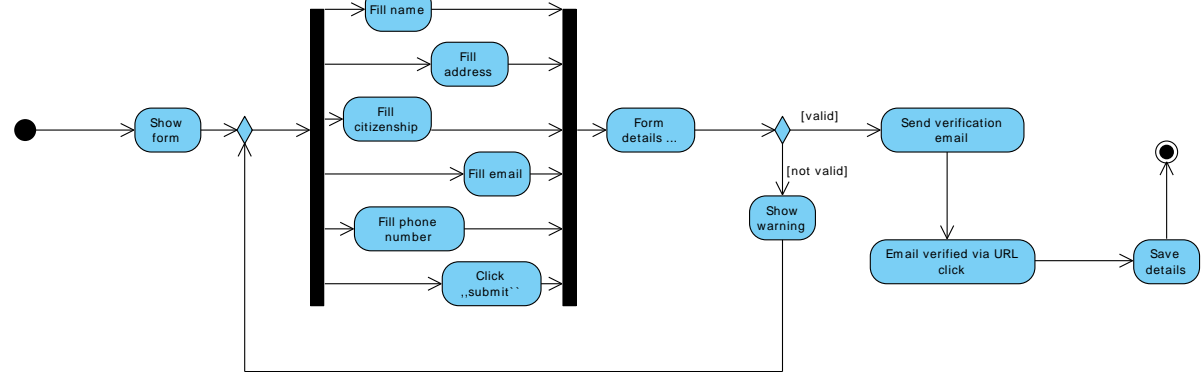 Fill name
Fill
address
Show
form
Fill
citizenship
Form
details ...
[valid]
Send verification
email
[not valid]
Fill email
Show
warning
Fill phone
number
Email verified via URL
click
Save
details
Click
,,submit``